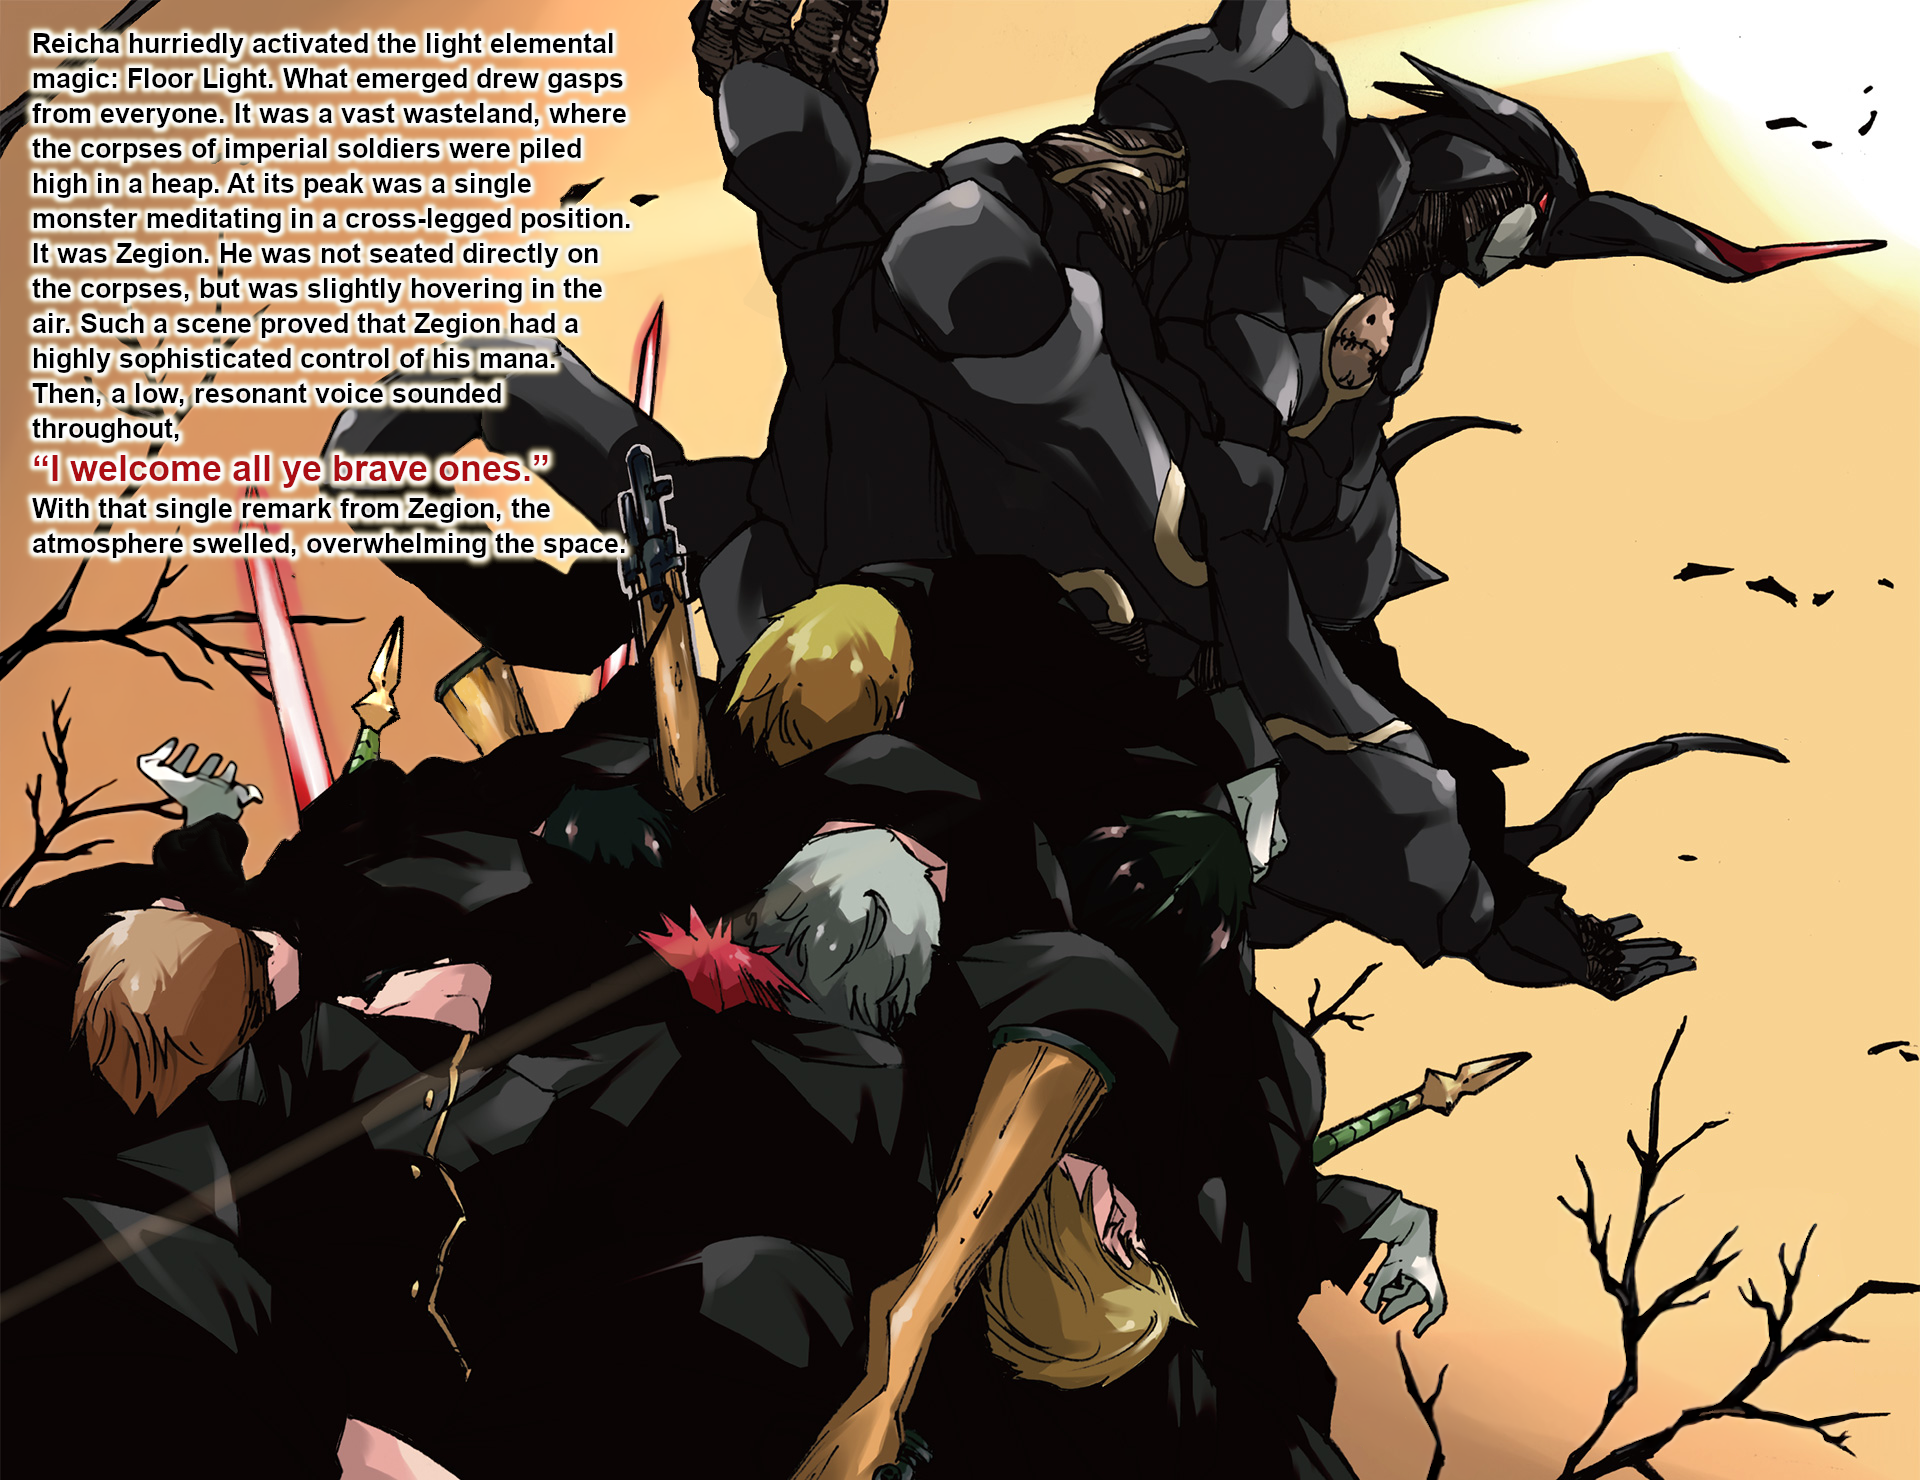 Reicha hurriedly activated the light elemental
magic: Floor Light. What emerged drew gasps
from everyone. It was a vast wasteland, where
the corpses of imperial soldiers were piled
high in a heap. At its peak was a single
monster meditating in a cross-legged position.
It was Zegion. He was not seated directly on
the corpses, but was slightly hovering in the
air. Such a scene proved that Zegion had a
highly sophisticated control of his mana.
Then, a low, resonant voice sounded
throughout,
“I welcome all ye brave ones.”
With that single remark from Zegion, the
atmosphere swelled, overwhelming the space.